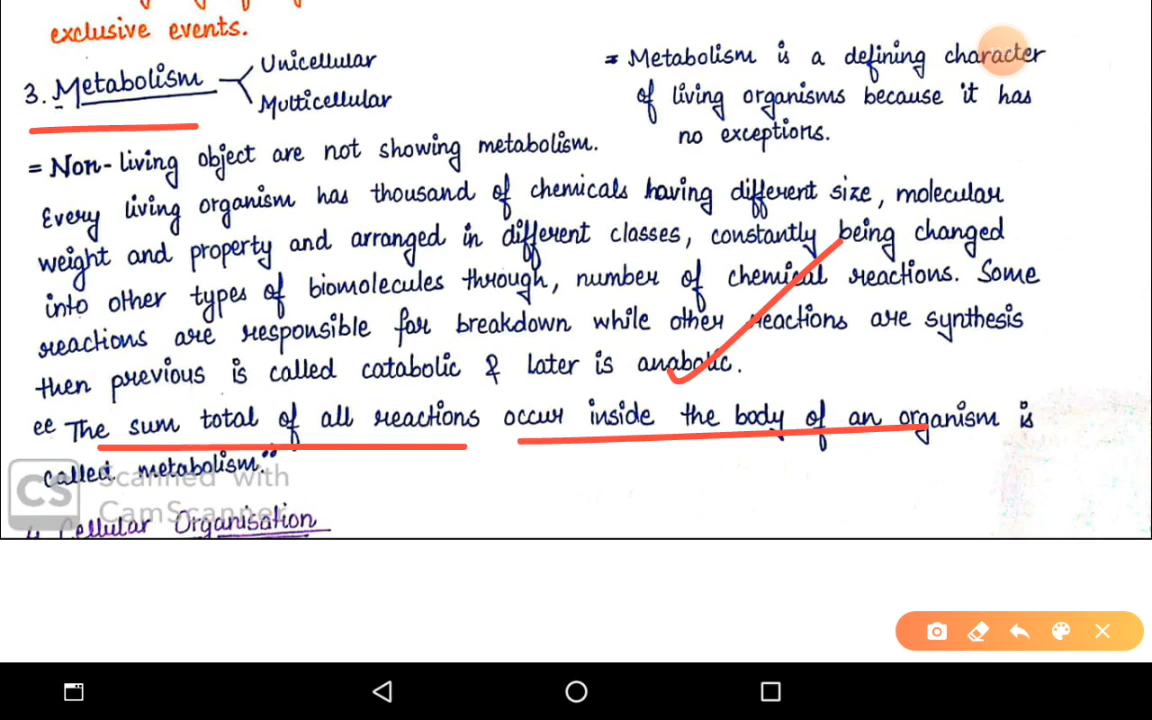 exclusive events.
3. Metabolism
Unicellular
Multicellular
= Metabolism is a defining character
of living organisms because it has
no exceptions.
= Non-living object are not showing metabolism.
Every living organism has thousand of chemicals having different size, molecular
weight and property and arranged in different classes, constantly being changed
into other types of biomolecules through, number of chemical reactions. Some
reactions are responsible for breakdown while other reactions are synthesis
then previous is called catabolic & later is anabolic.
"The sum total of all reactions occur inside the body of an organism is
called metabolism."
CS Scanned with
CamScanner
4. Cellular Organisation